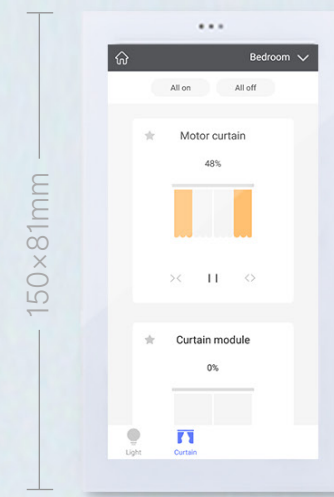 Bedroom
All on
All off
Motor curtain
48%
150×81mm
Curtain module
0%
Light
Curtain